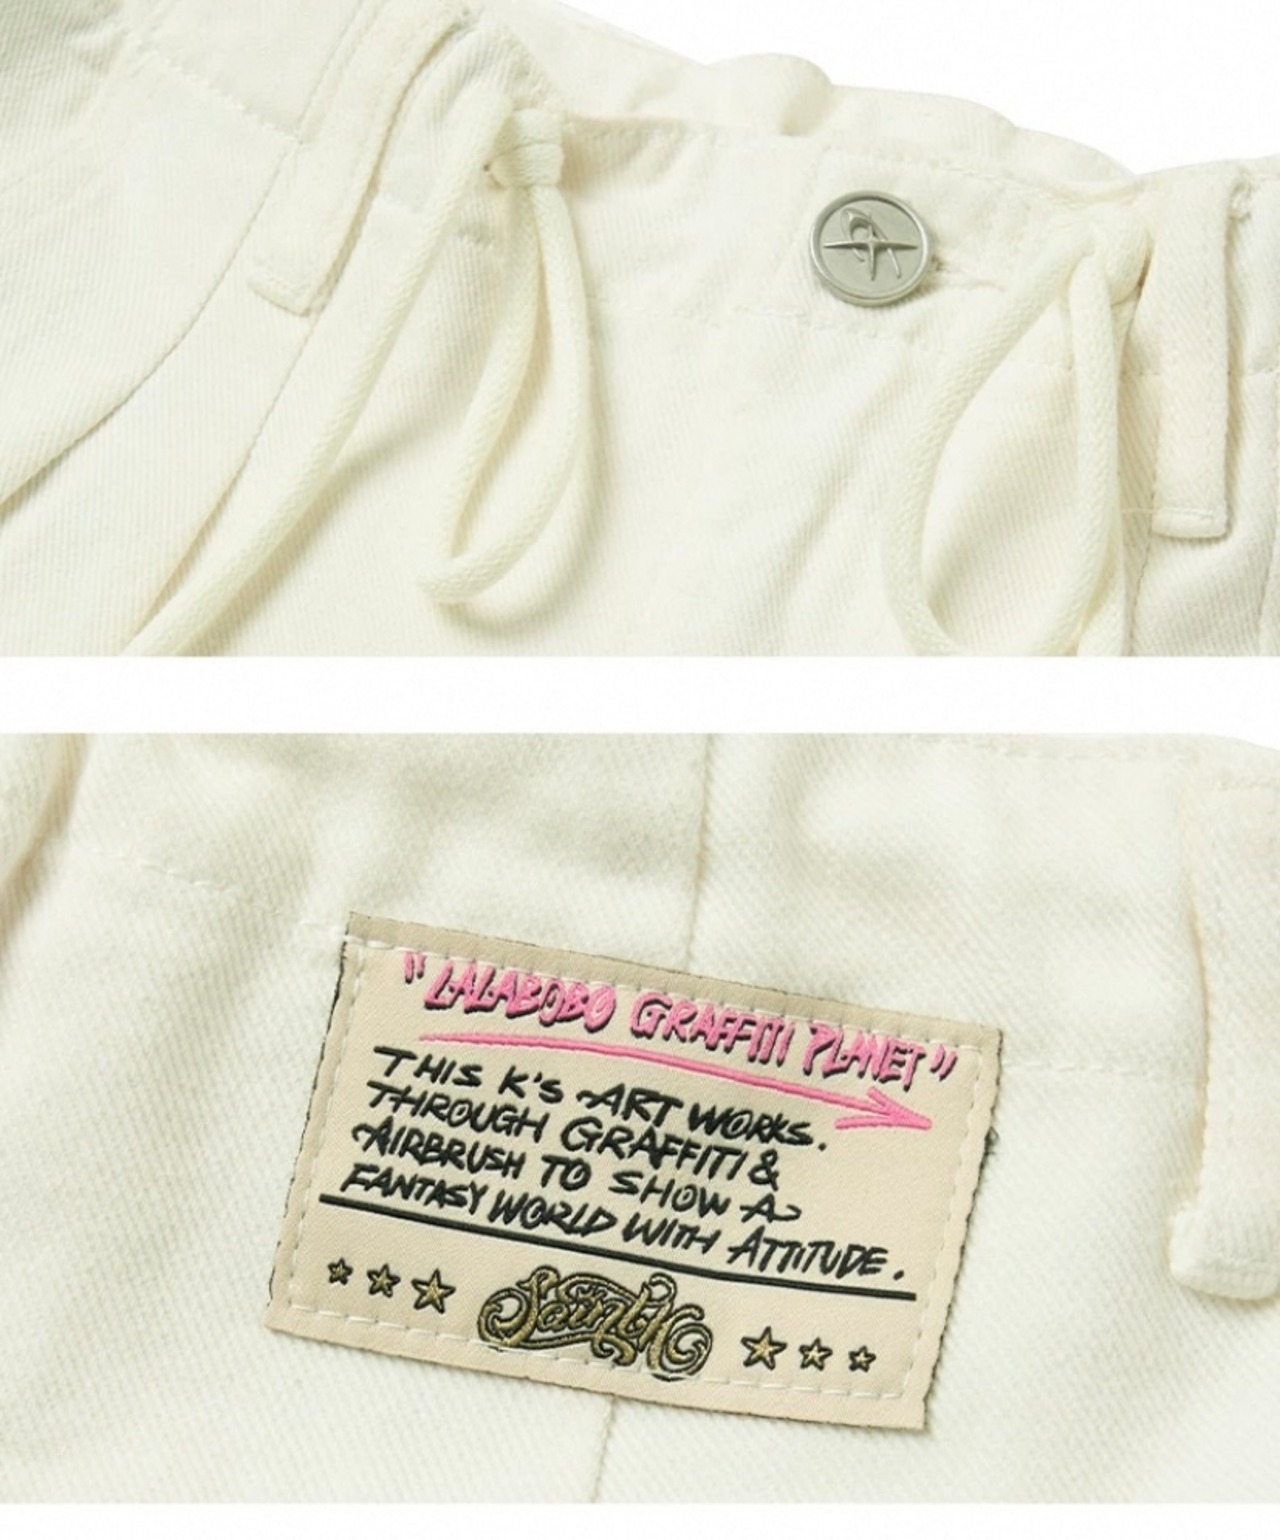 "LALABOBO GRAFFITI PLANET"
THIS K'S ART WORKS.
THROUGH GRAFFITI &
AIRBRUSH TO SHOW A
FANTASY WORLD WITH ATTITUDE.
SaintK